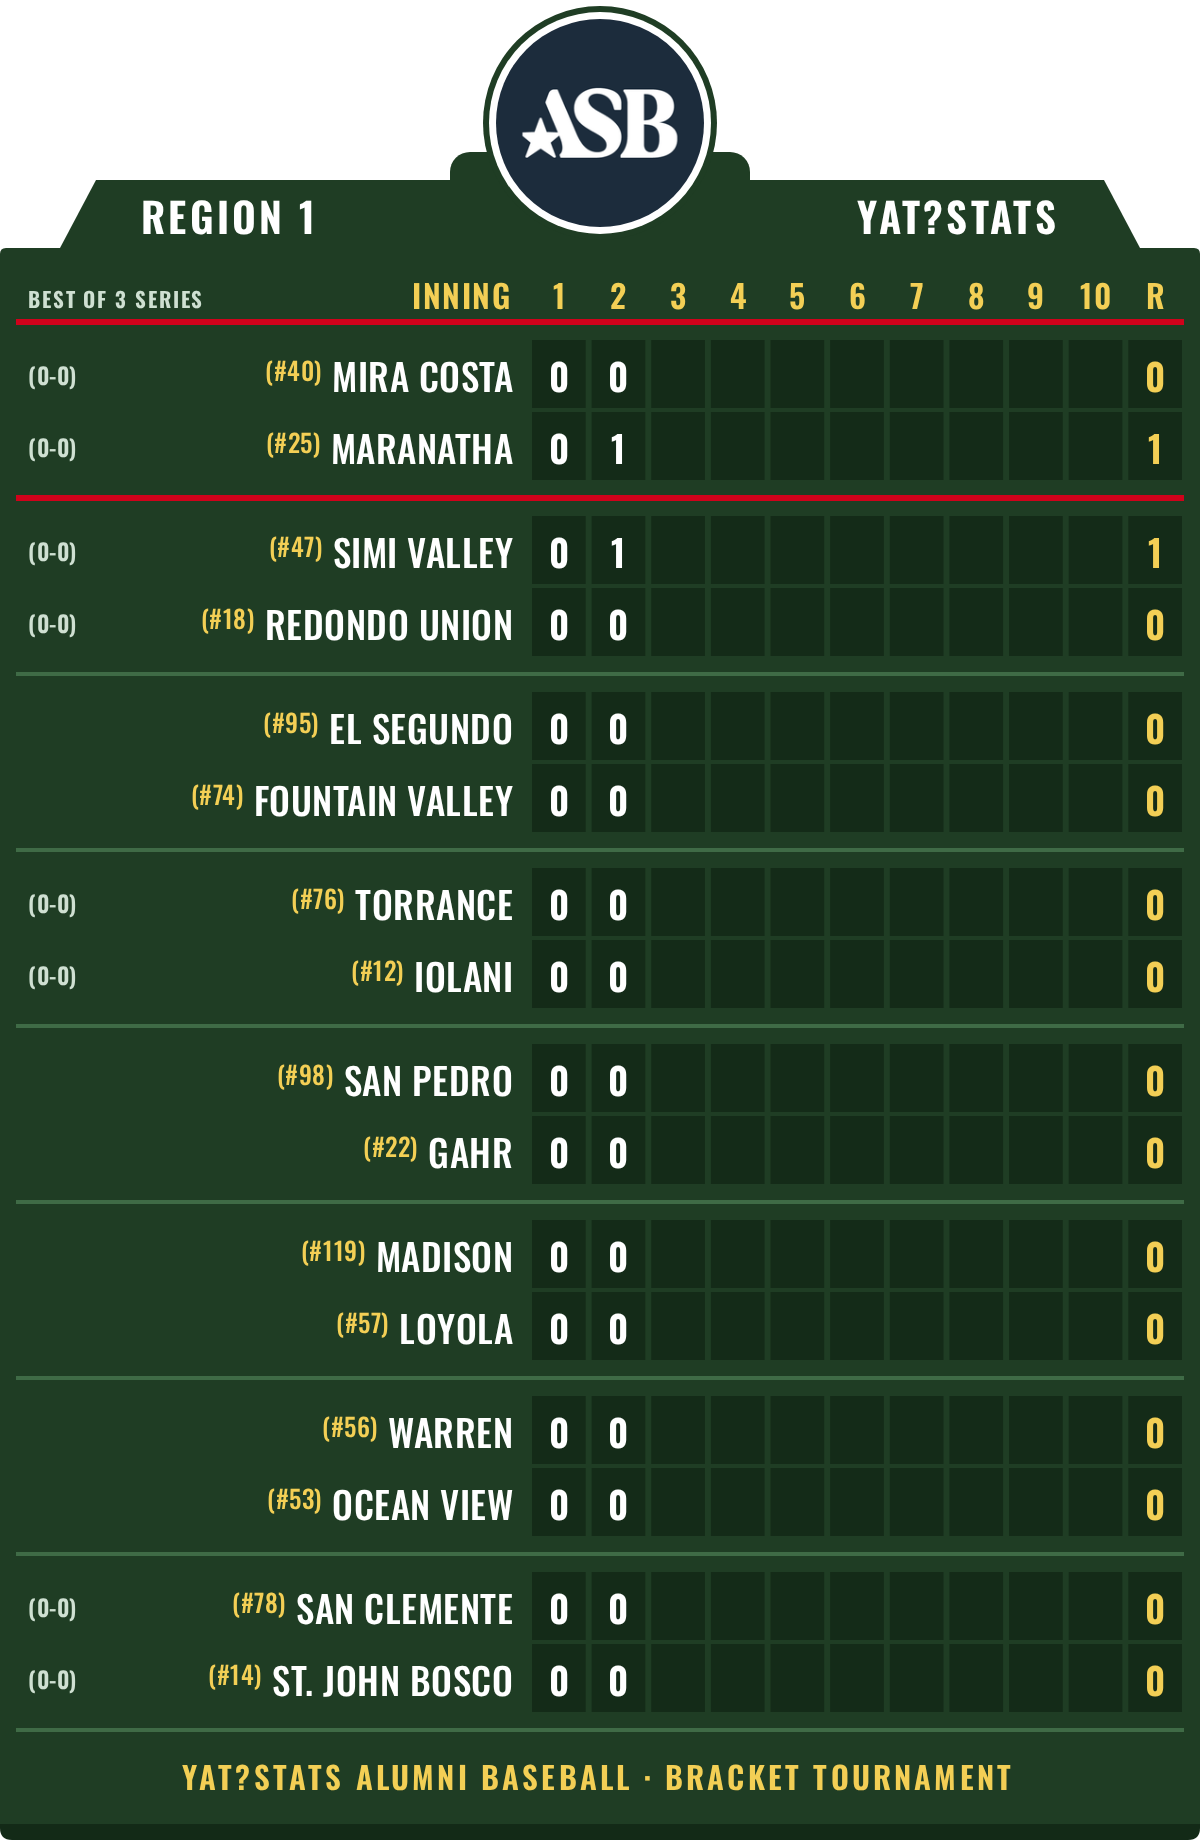 ASB
REGION 1 YAT?STATS
BEST OF 3 SERIES INNING 1 2 3 4 5 6 7 8 9 10 R
(0-0) (#40) MIRA COSTA 0 0 0
(0-0) (#25) MARANATHA 0 1 1
(0-0) (#47) SIMI VALLEY 0 1 1
(0-0) (#18) REDONDO UNION 0 0 0
(#95) EL SEGUNDO 0 0 0
(#74) FOUNTAIN VALLEY 0 0 0
(0-0) (#76) TORRANCE 0 0 0
(0-0) (#12) IOLANI 0 0 0
(#98) SAN PEDRO 0 0 0
(#22) GAHR 0 0 0
(#119) MADISON 0 0 0
(#57) LOYOLA 0 0 0
(#56) WARREN 0 0 0
(#53) OCEAN VIEW 0 0 0
(0-0) (#78) SAN CLEMENTE 0 0 0
(0-0) (#14) ST. JOHN BOSCO 0 0 0
YAT?STATS ALUMNI BASEBALL · BRACKET TOURNAMENT